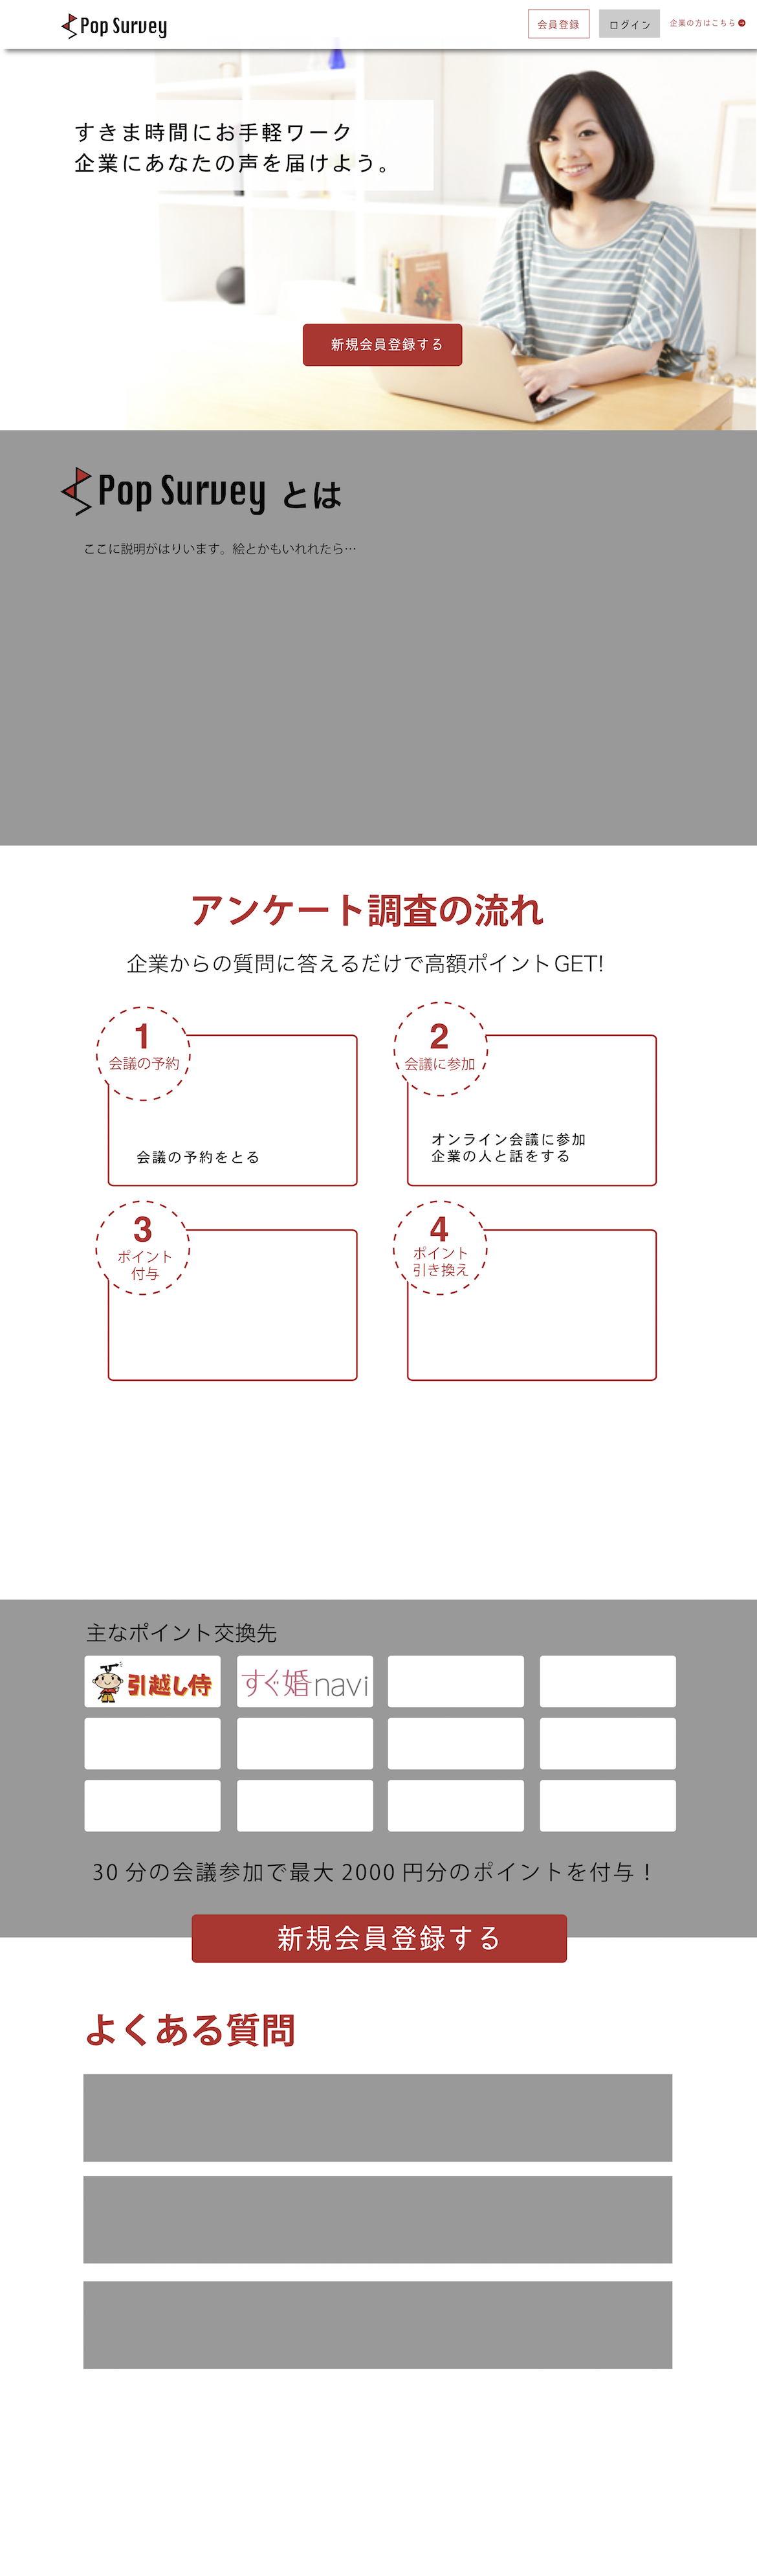 Pop Survey
会員登録
ログイン
企業の方はこちら
すきま時間にお手軽ワーク
企業にあなたの声を届けよう。
新規会員登録する
Pop Survey とは
ここに説明がはりいます。絵とかもいれれたら…
アンケート調査の流れ
企業からの質問に答えるだけで高額ポイントGET!
1
会議の予約
会議の予約をとる
2
会議に参加
オンライン会議に参加
企業の人と話をする
3
ポイント
付与
4
ポイント
引き換え
主なポイント交換先
引越し侍
すぐ婚navi
30 分の会議参加で最大 2000 円分のポイントを付与！
新規会員登録する
よくある質問